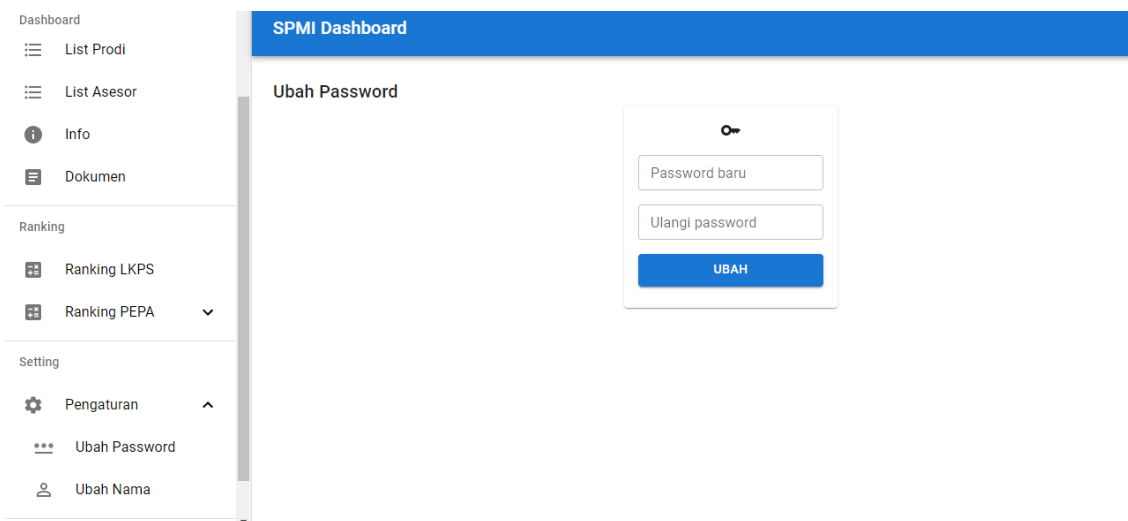 Dashboard
List Prodi
List Asesor
Info
Dokumen
Ranking
Ranking LKPS
Ranking PEPA
Setting
Pengaturan
Ubah Password
Ubah Nama
SPMI Dashboard
Ubah Password
Password baru
Ulangi password
UBAH